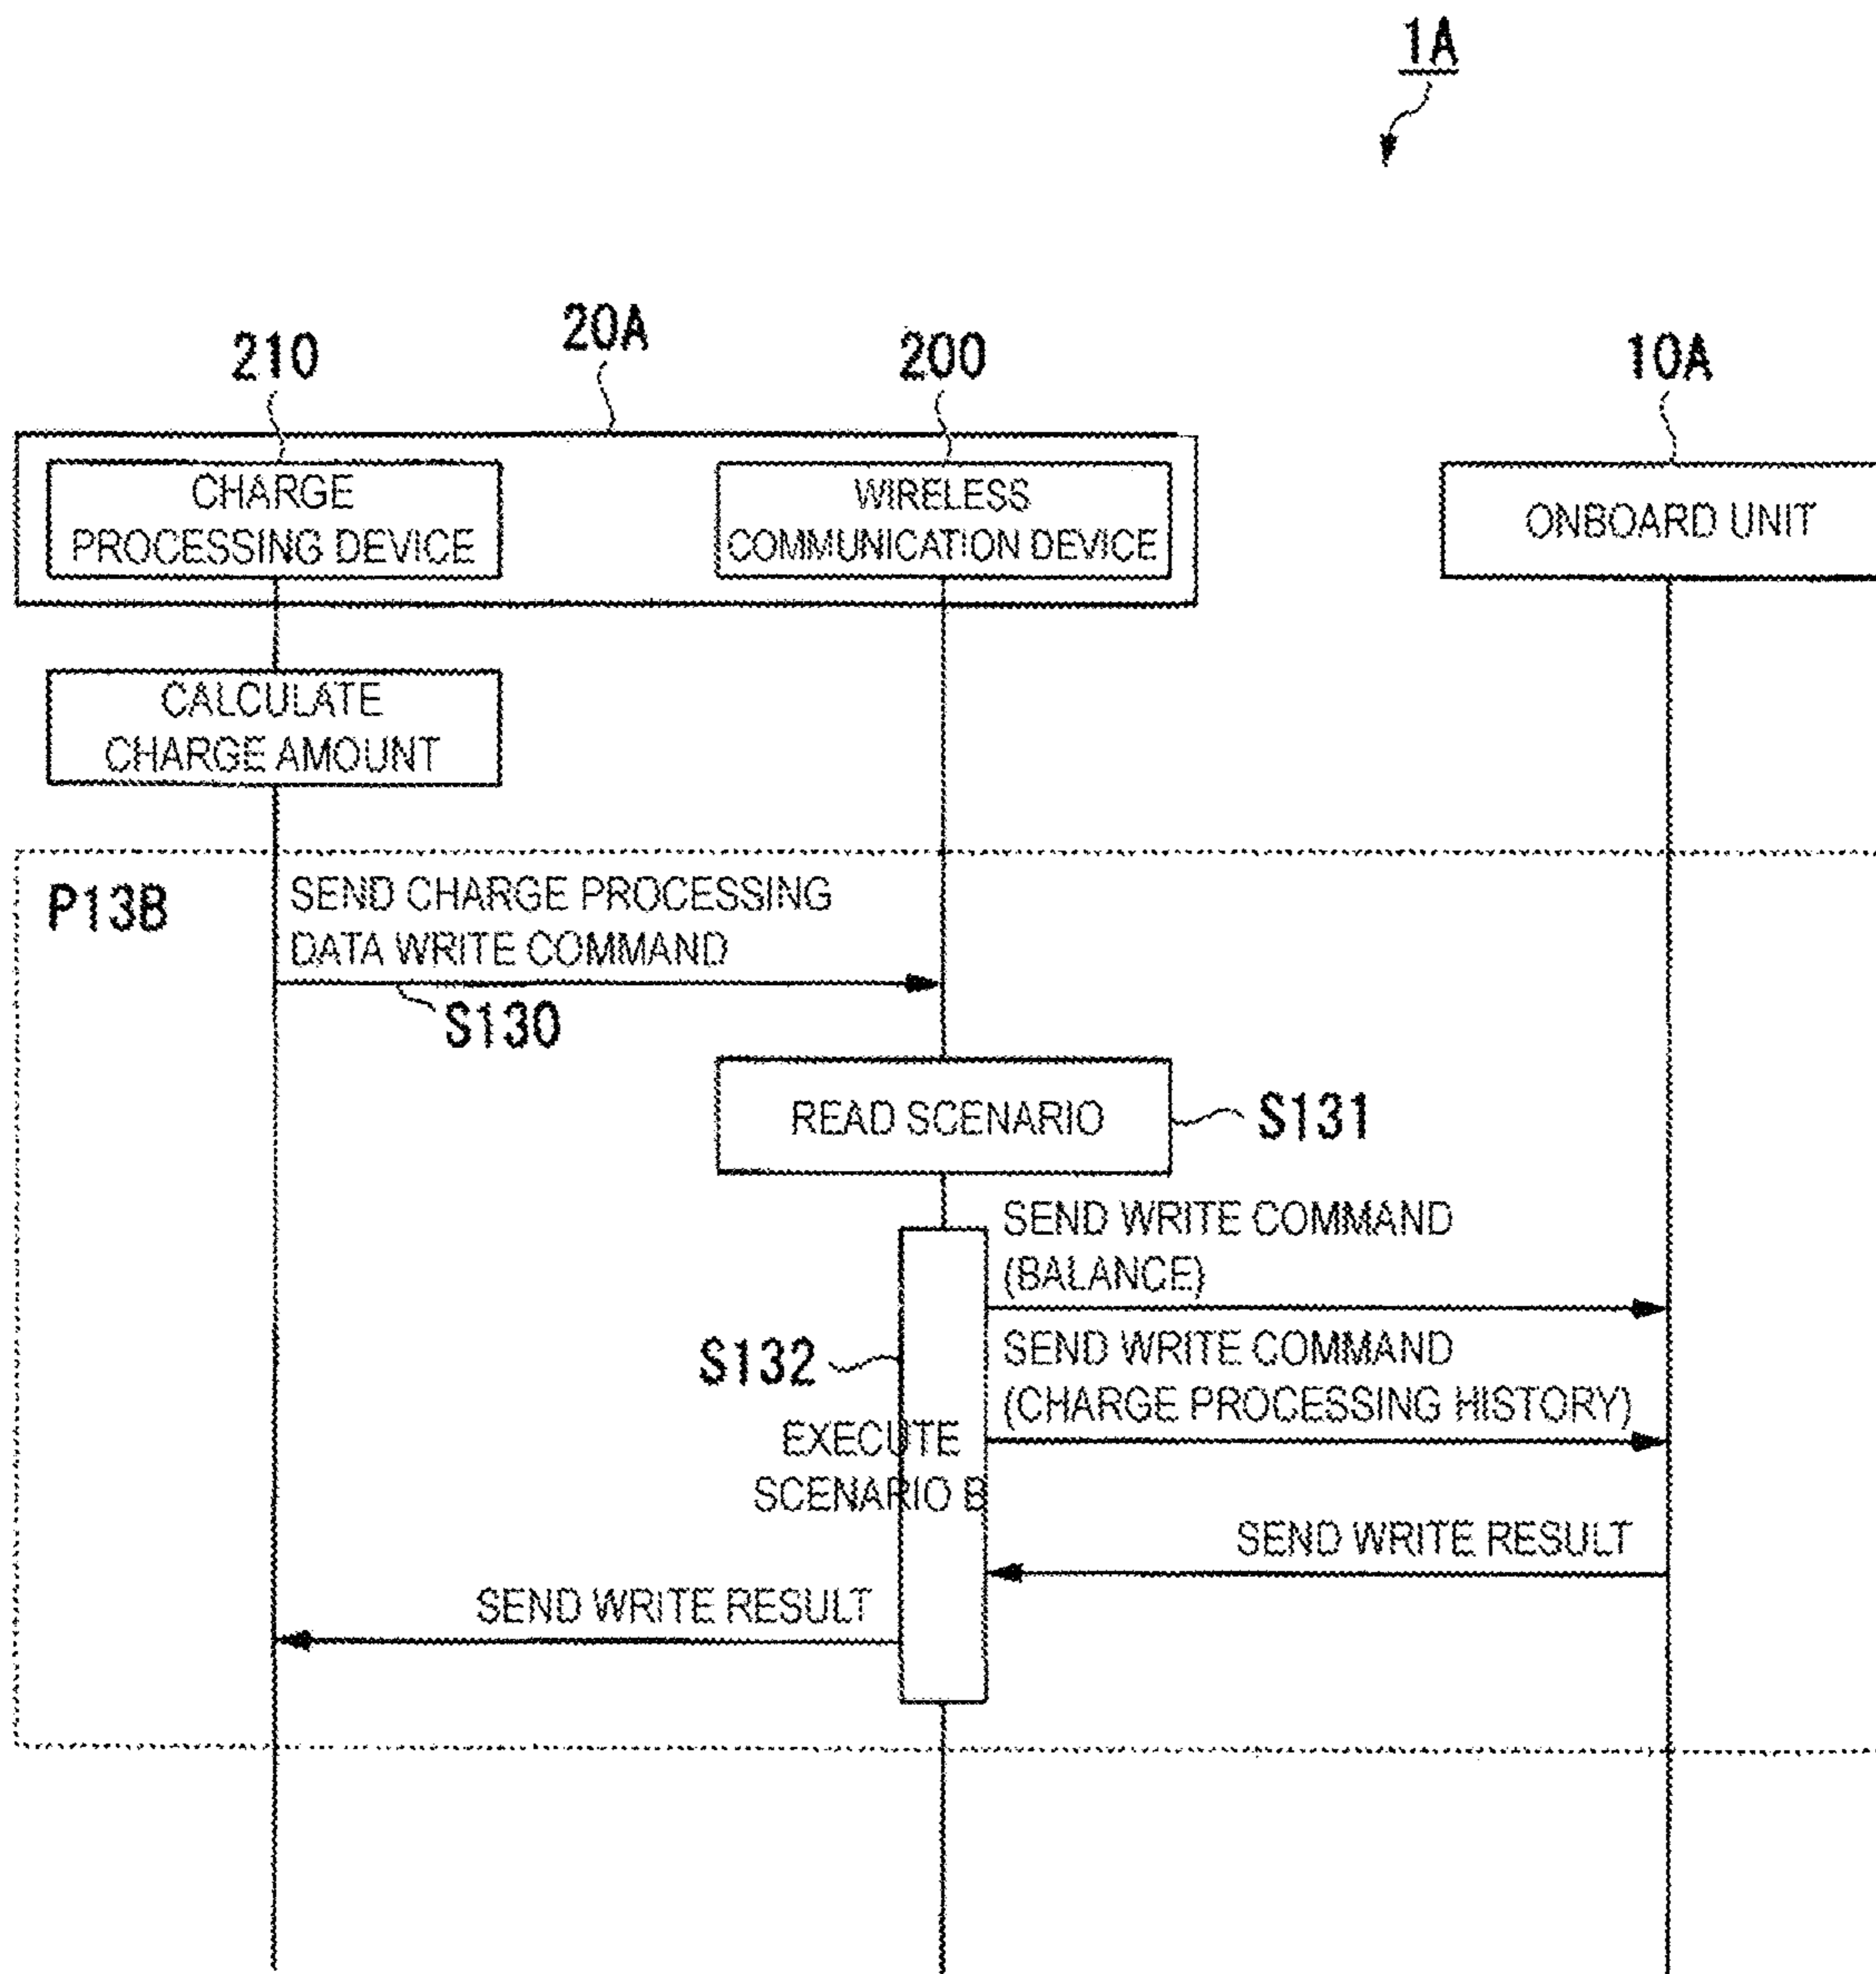 1A
20A
210
200
10A
CHARGE
PROCESSING DEVICE
WIRELESS
COMMUNICATION DEVICE
ONBOARD UNIT
CALCULATE
CHARGE AMOUNT
P13B
SEND CHARGE PROCESSING
DATA WRITE COMMAND
S130
READ SCENARIO
S131
SEND WRITE COMMAND
(BALANCE)
S132
SEND WRITE COMMAND
(CHARGE PROCESSING HISTORY)
EXECUTE
SCENARIO B
SEND WRITE RESULT
SEND WRITE RESULT